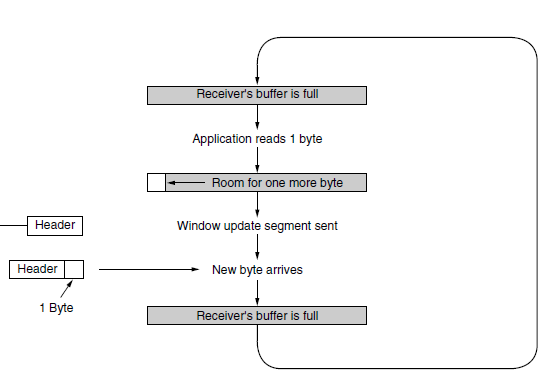 Receiver's buffer is full
Application reads 1 byte
Room for one more byte
Header
Window update segment sent
Header
New byte arrives
1 Byte
Receiver's buffer is full